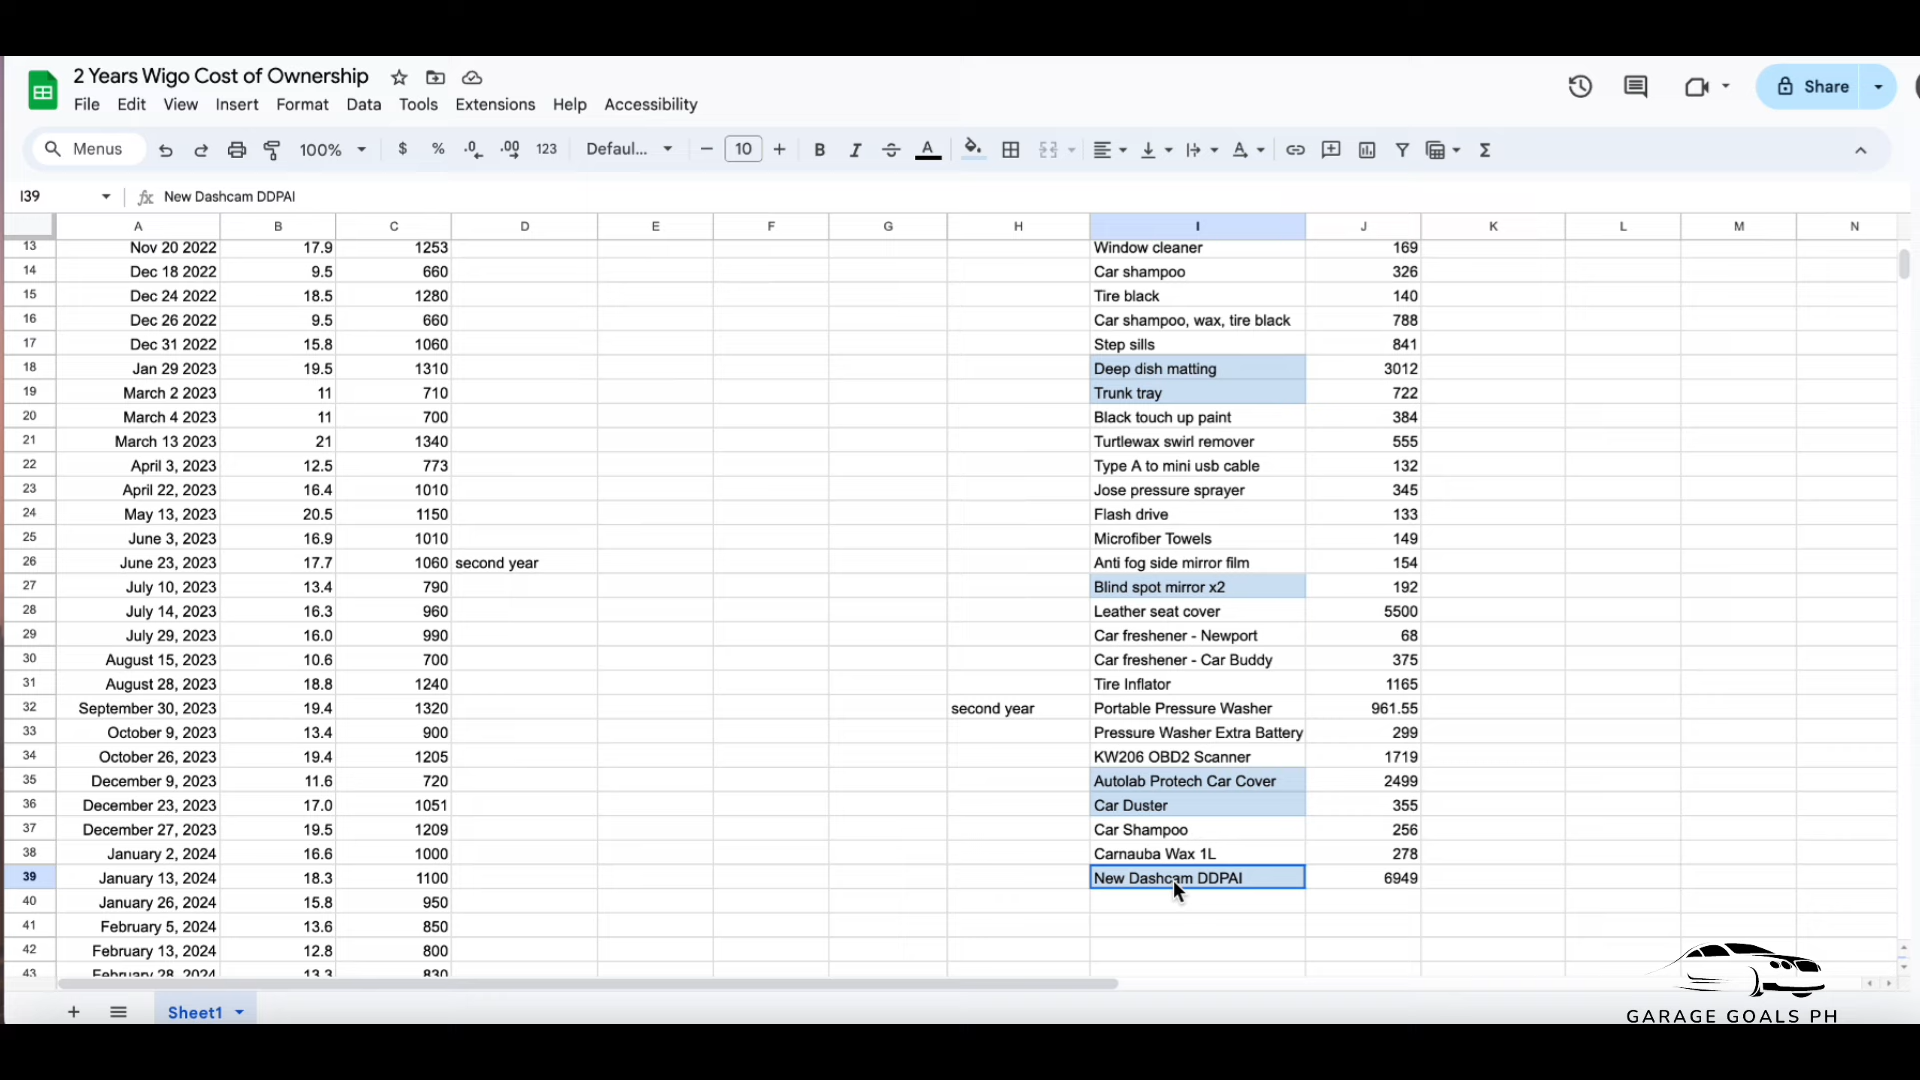 2 Years Wigo Cost of Ownership
File Edit View Insert Format Data Tools Extensions Help Accessibility
Share
Menus 100% $ % .0 .00 123 Defaul... 10 B I A
I39 fx New Dashcam DDPAI
A B C D E F G H I J K L M N
13 Nov 20 2022 17.9 1253 Window cleaner 169
14 Dec 18 2022 9.5 660 Car shampoo 326
15 Dec 24 2022 18.5 1280 Tire black 140
16 Dec 26 2022 9.5 660 Car shampoo, wax, tire black 788
17 Dec 31 2022 15.8 1060 Step sills 841
18 Jan 29 2023 19.5 1310 Deep dish matting 3012
19 March 2 2023 11 710 Trunk tray 722
20 March 4 2023 11 700 Black touch up paint 384
21 March 13 2023 21 1340 Turtlewax swirl remover 555
22 April 3, 2023 12.5 773 Type A to mini usb cable 132
23 April 22, 2023 16.4 1010 Jose pressure sprayer 345
24 May 13, 2023 20.5 1150 Flash drive 133
25 June 3, 2023 16.9 1010 Microfiber Towels 149
26 June 23, 2023 17.7 1060 second year Anti fog side mirror film 154
27 July 10, 2023 13.4 790 Blind spot mirror x2 192
28 July 14, 2023 16.3 960 Leather seat cover 5500
29 July 29, 2023 16.0 990 Car freshener - Newport 68
30 August 15, 2023 10.6 700 Car freshener - Car Buddy 375
31 August 28, 2023 18.8 1240 Tire Inflator 1165
32 September 30, 2023 19.4 1320 second year Portable Pressure Washer 961.55
33 October 9, 2023 13.4 900 Pressure Washer Extra Battery 299
34 October 26, 2023 19.4 1205 KW206 OBD2 Scanner 1719
35 December 9, 2023 11.6 720 Autolab Protech Car Cover 2499
36 December 23, 2023 17.0 1051 Car Duster 355
37 December 27, 2023 19.5 1209 Car Shampoo 256
38 January 2, 2024 16.6 1000 Carnauba Wax 1L 278
39 January 13, 2024 18.3 1100 New Dashcam DDPAI 6949
40 January 26, 2024 15.8 950
41 February 5, 2024 13.6 850
42 February 13, 2024 12.8 800
43 February 28, 2024 13.3 830
Sheet1
GARAGE GOALS PH